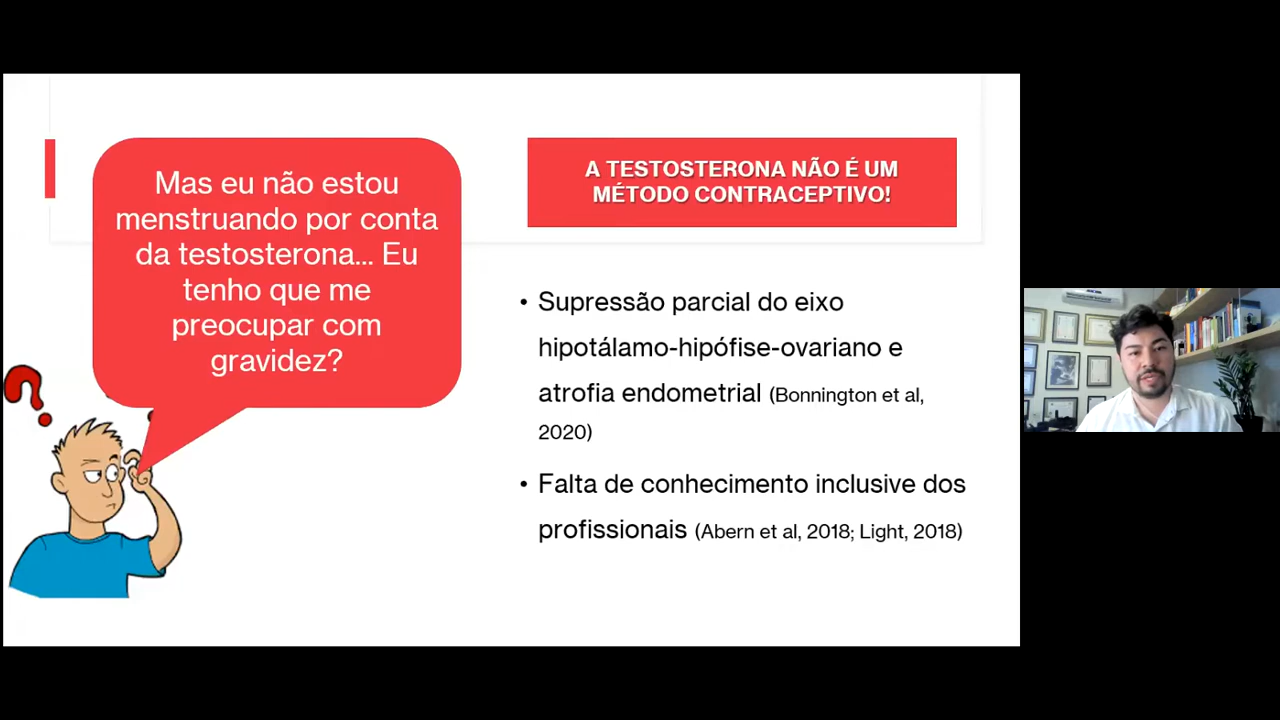 Mas eu não estou
menstruando por conta
da testosterona... Eu
tenho que me
preocupar com
gravidez?
A TESTOSTERONA NÃO É UM
MÉTODO CONTRACEPTIVO!
• Supressão parcial do eixo
hipotálamo-hipófise-ovariano e
atrofia endometrial (Bonnington et al,
2020)
• Falta de conhecimento inclusive dos
profissionais (Abern et al, 2018; Light, 2018)